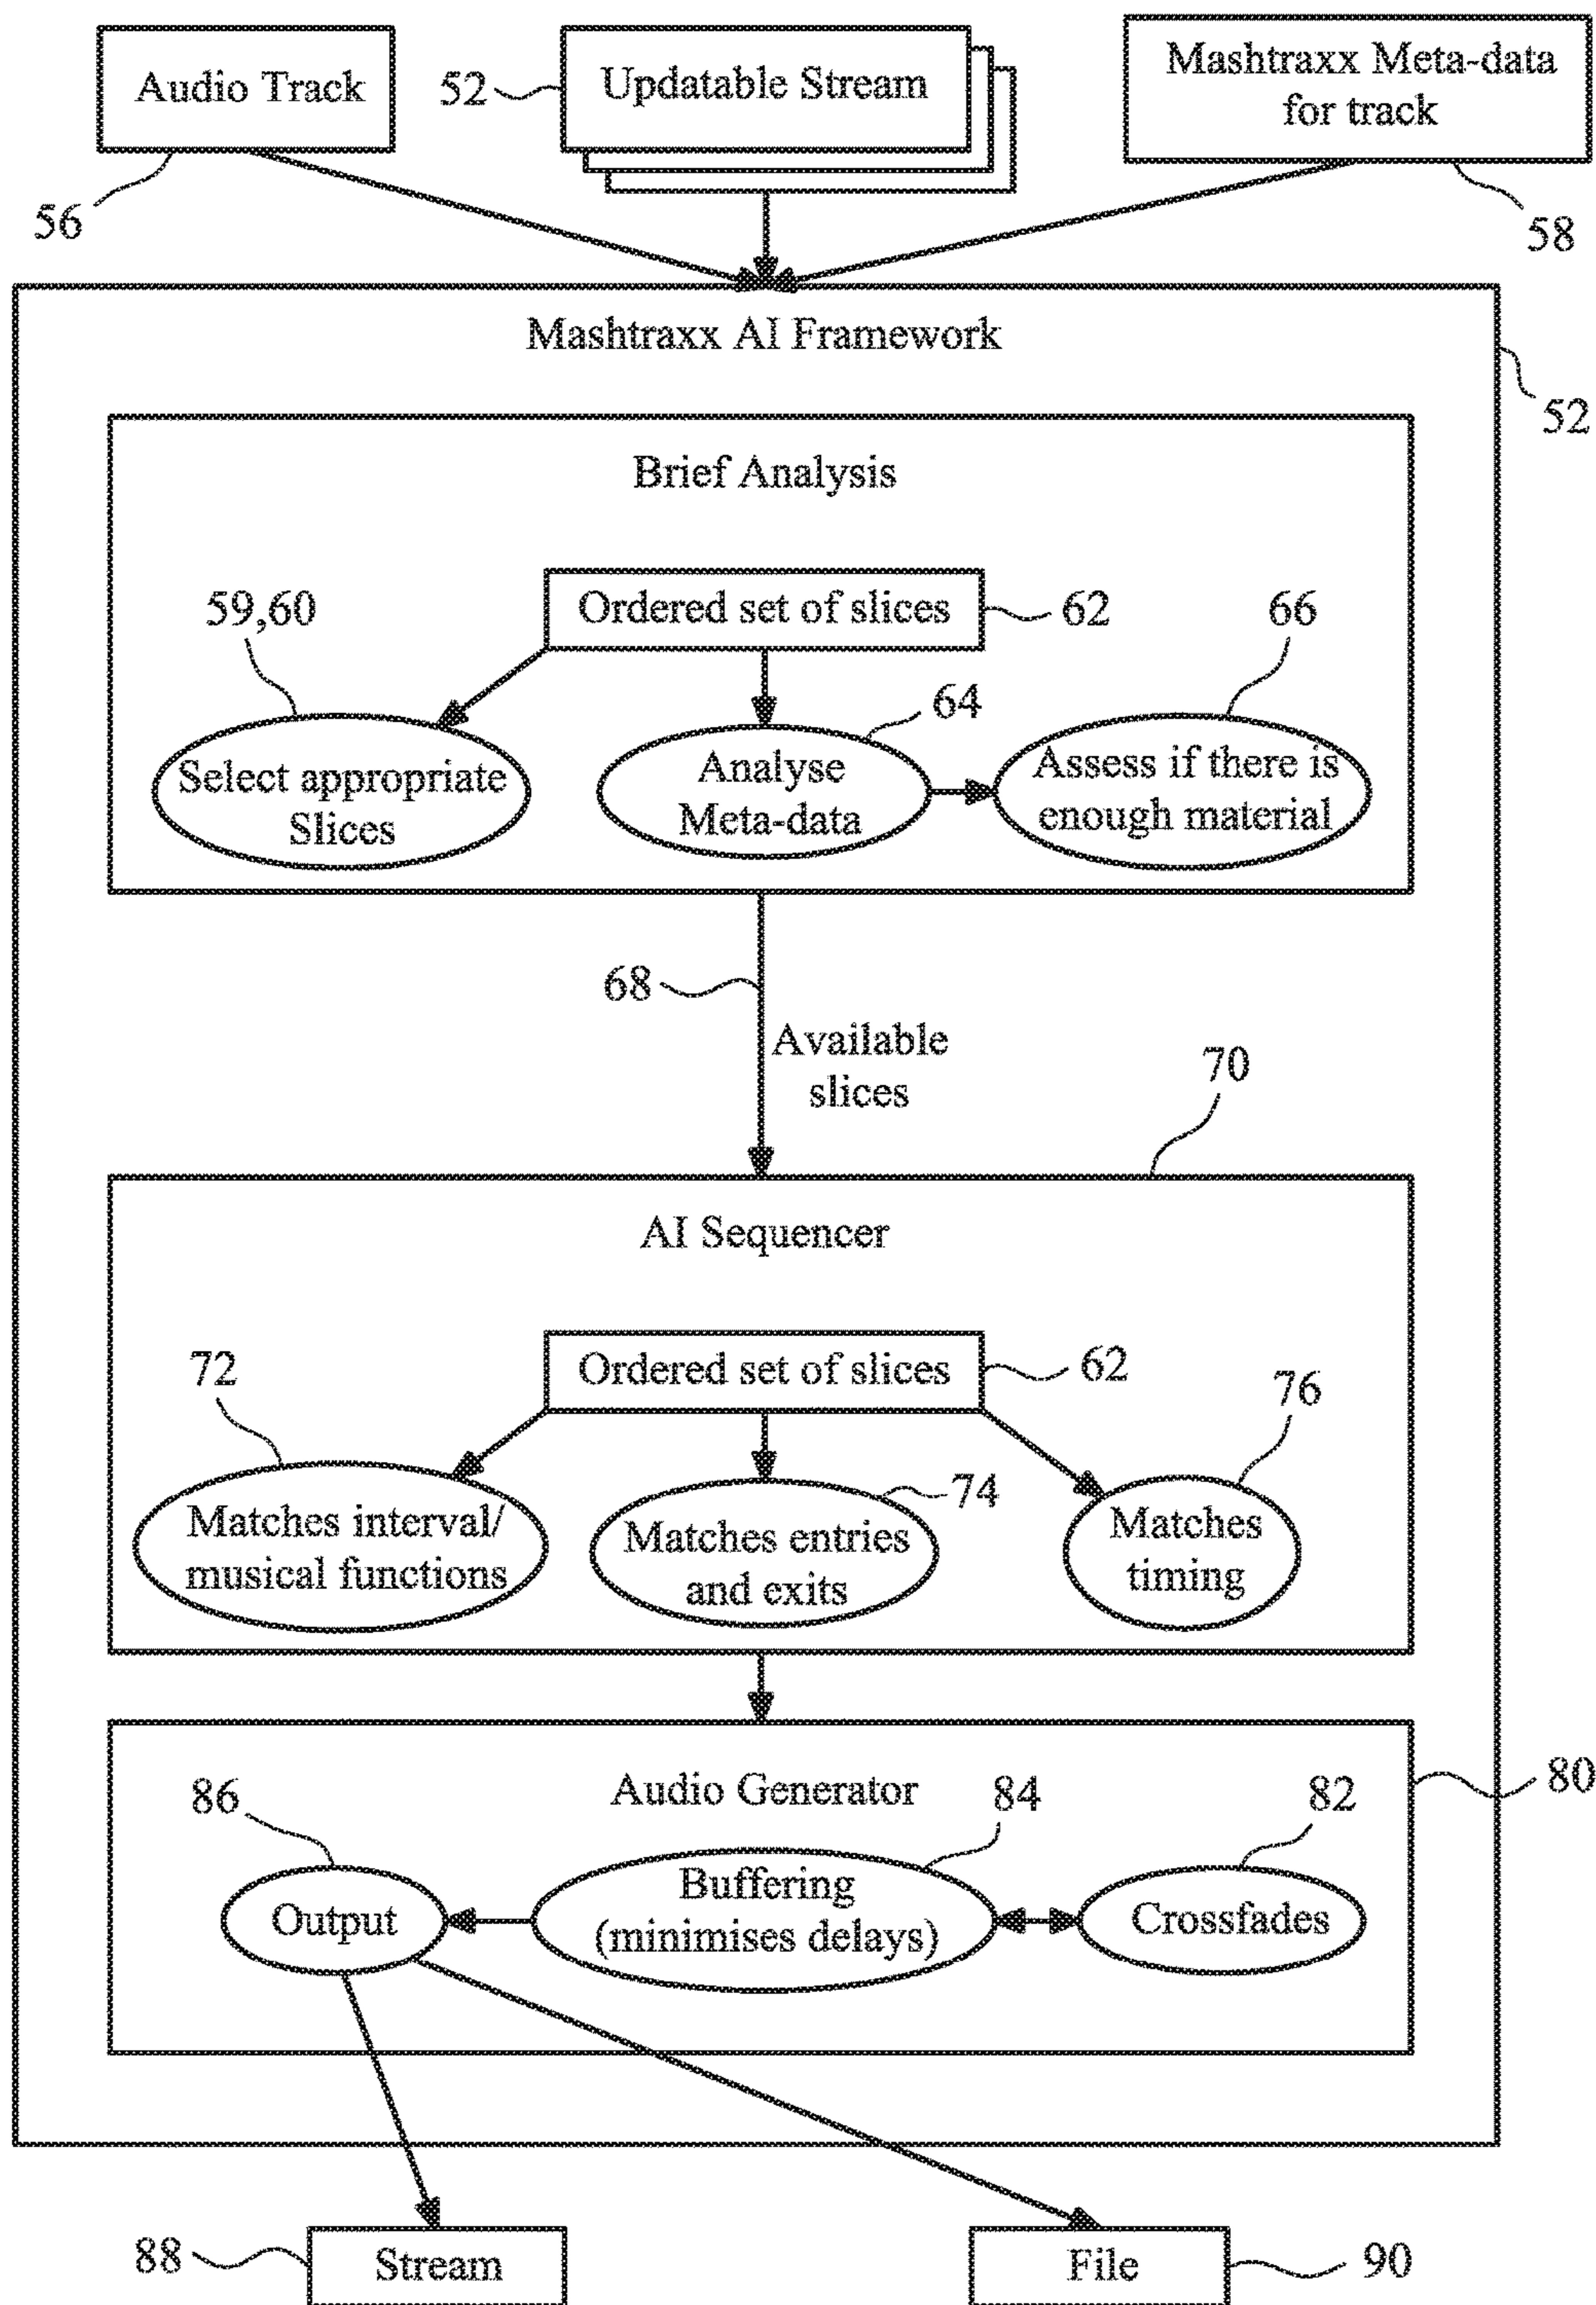 Audio Track
52
Updatable Stream
Mashtraxx Meta-data
for track
56
58
Mashtraxx AI Framework
52
Brief Analysis
59,60
Ordered set of slices
62
66
64
Select appropriate
Slices
Analyse
Meta-data
Assess if there is
enough material
68
Available
slices
70
AI Sequencer
72
Ordered set of slices
62
76
74
Matches interval/
musical functions
Matches entries
and exits
Matches
timing
86
Audio Generator
84
82
80
Output
Buffering
(minimises delays)
Crossfades
88
Stream
File
90